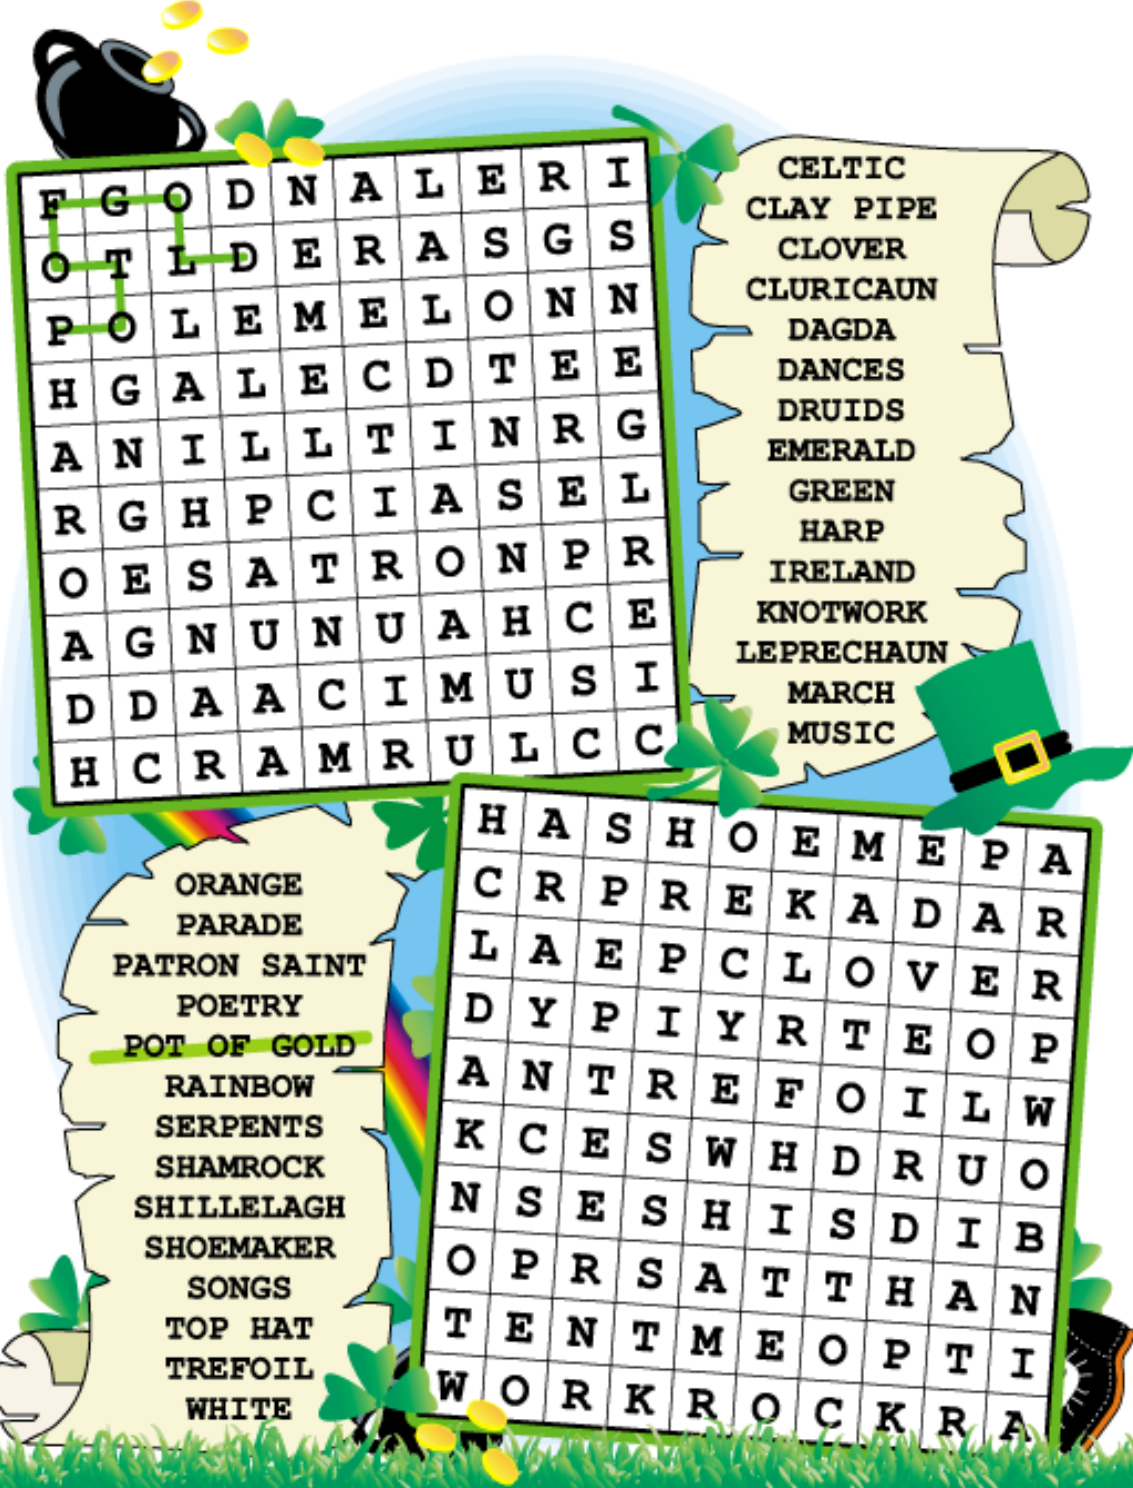 F G O D N A L E R I
O T L D E R A S G S
P O L E M E L O N N
H G A L E C D T E E
A N I L L T I N R G
R G H P C I A S E L
O E S A T R O N P R
A G N U N U A H C E
D D A A C I M U S I
H C R A M R U L C C
CELTIC
CLAY PIPE
CLOVER
CLURICAUN
DAGDA
DANCES
DRUIDS
EMERALD
GREEN
HARP
IRELAND
KNOTWORK
LEPRECHAUN
MARCH
MUSIC
ORANGE
PARADE
PATRON SAINT
POETRY
POT OF GOLD
RAINBOW
SERPENTS
SHAMROCK
SHILLELAGH
SHOEMAKER
SONGS
TOP HAT
TREFOIL
WHITE
H A S H O E M E P A
C R P R E K A D A R
L A E P C L O V E R
D Y P I Y R T E O P
A N T R E F O I L W
K C E S W H D R U O
N S E S H I S D I B
O P R S A T T H A N
T E N T M E O P T I
W O R K R O C K R A